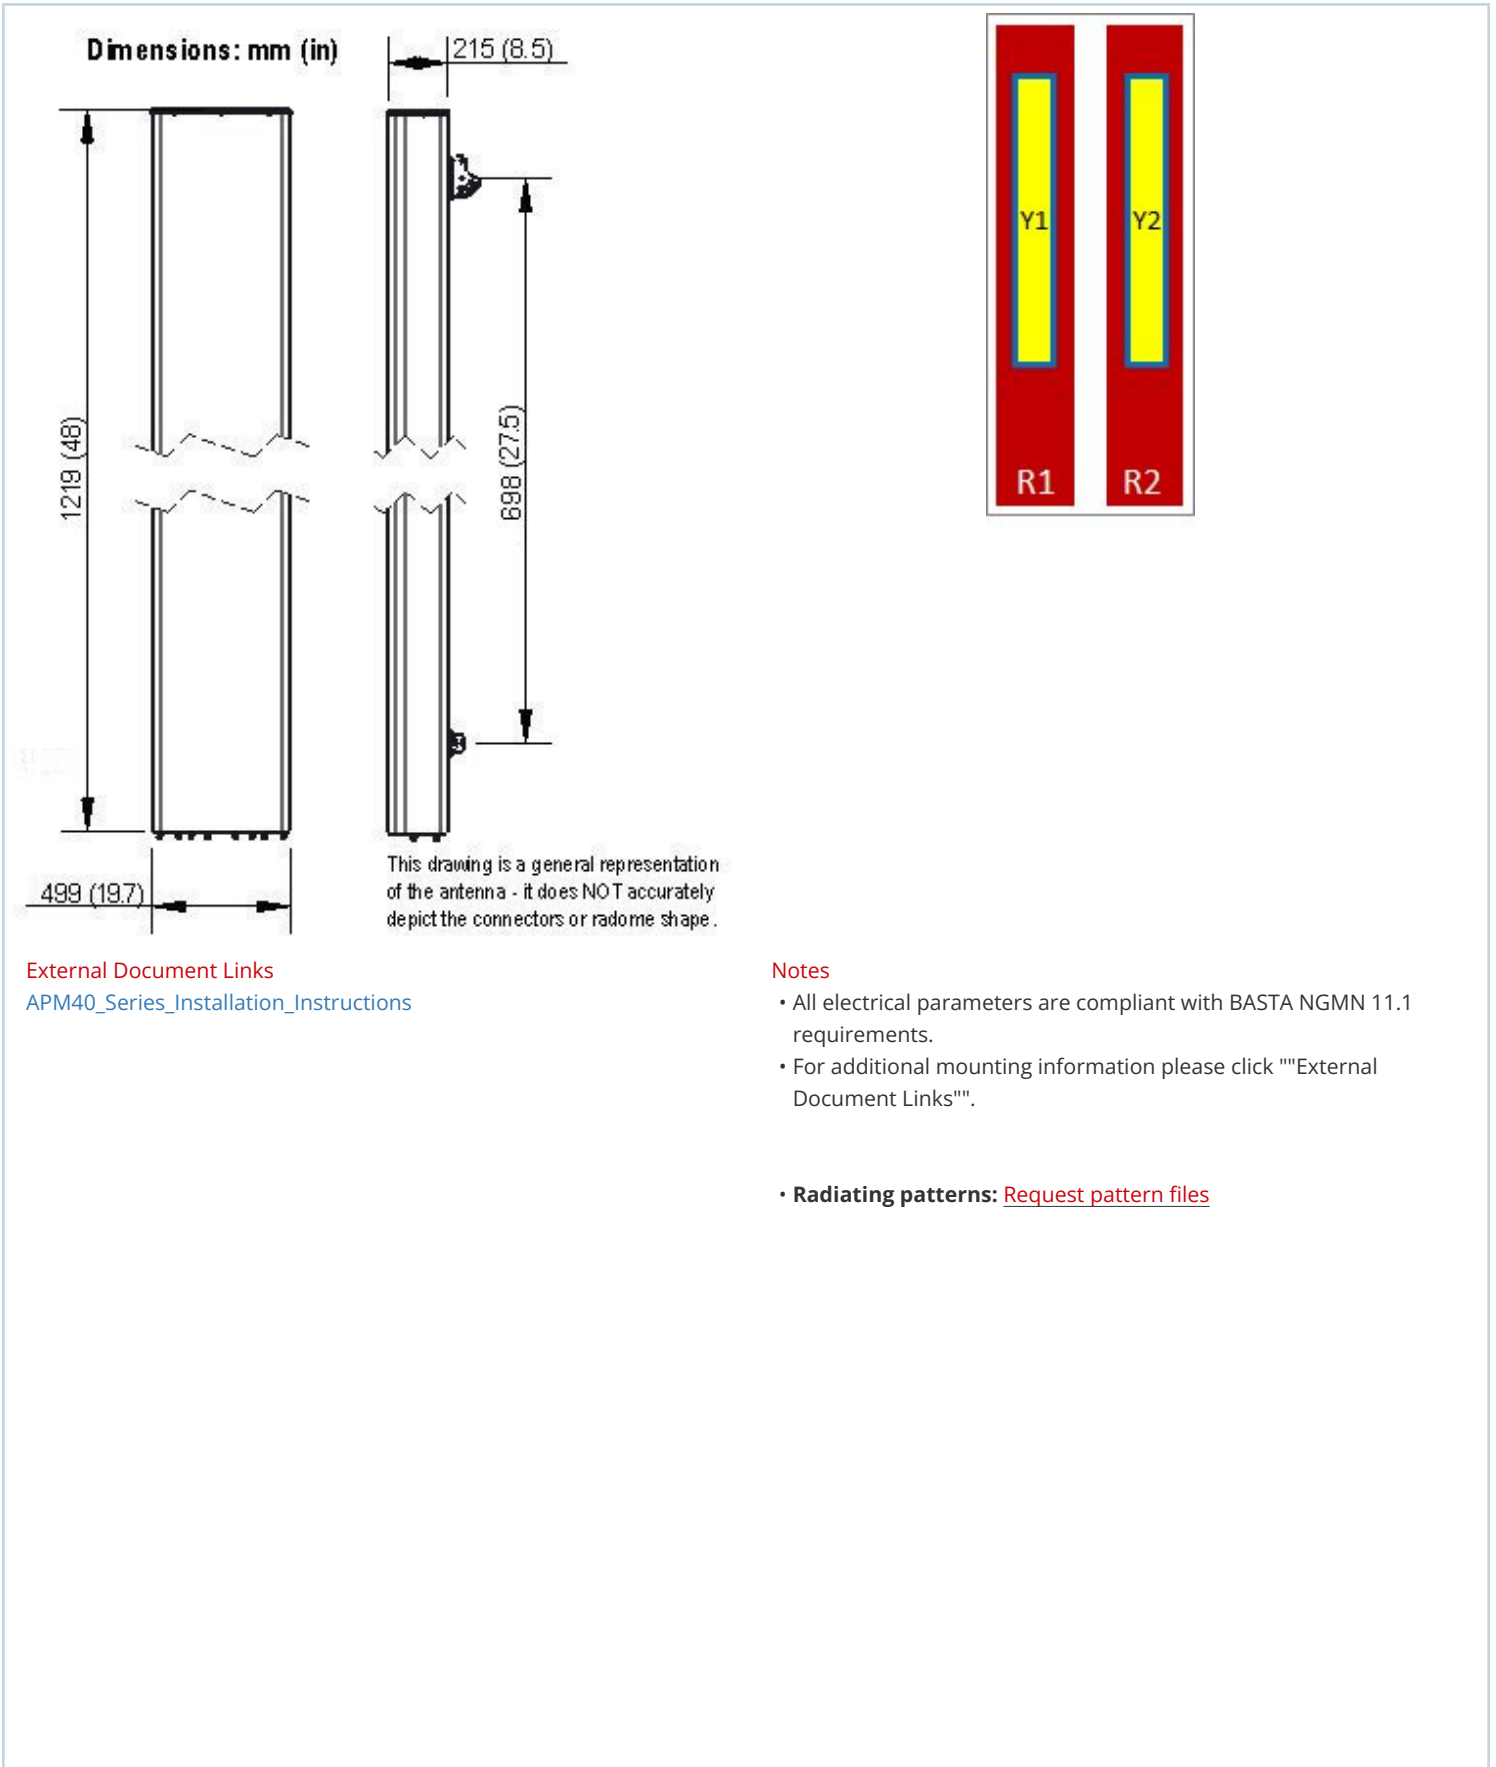 Dimensions: mm (in)
215 (8.5)
1219 (48)
698 (27.5)
499 (19.7)
This drawing is a general representation
of the antenna - it does NOT accurately
depict the connectors or radome shape.
Y1
Y2
R1
R2
External Document Links
APM40_Series_Installation_Instructions
Notes
• All electrical parameters are compliant with BASTA NGMN 11.1
requirements.
• For additional mounting information please click ""External
Document Links"".
• Radiating patterns: Request pattern files